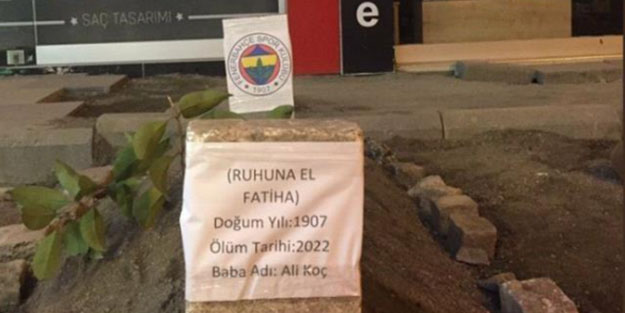 SAÇ TASARIMI
e
FENERBAHÇE SPOR KULÜBÜ
1907
(RUHUNA EL
FATİHA)
Doğum Yılı:1907
Ölüm Tarihi:2022
Baba Adı: Ali Koç